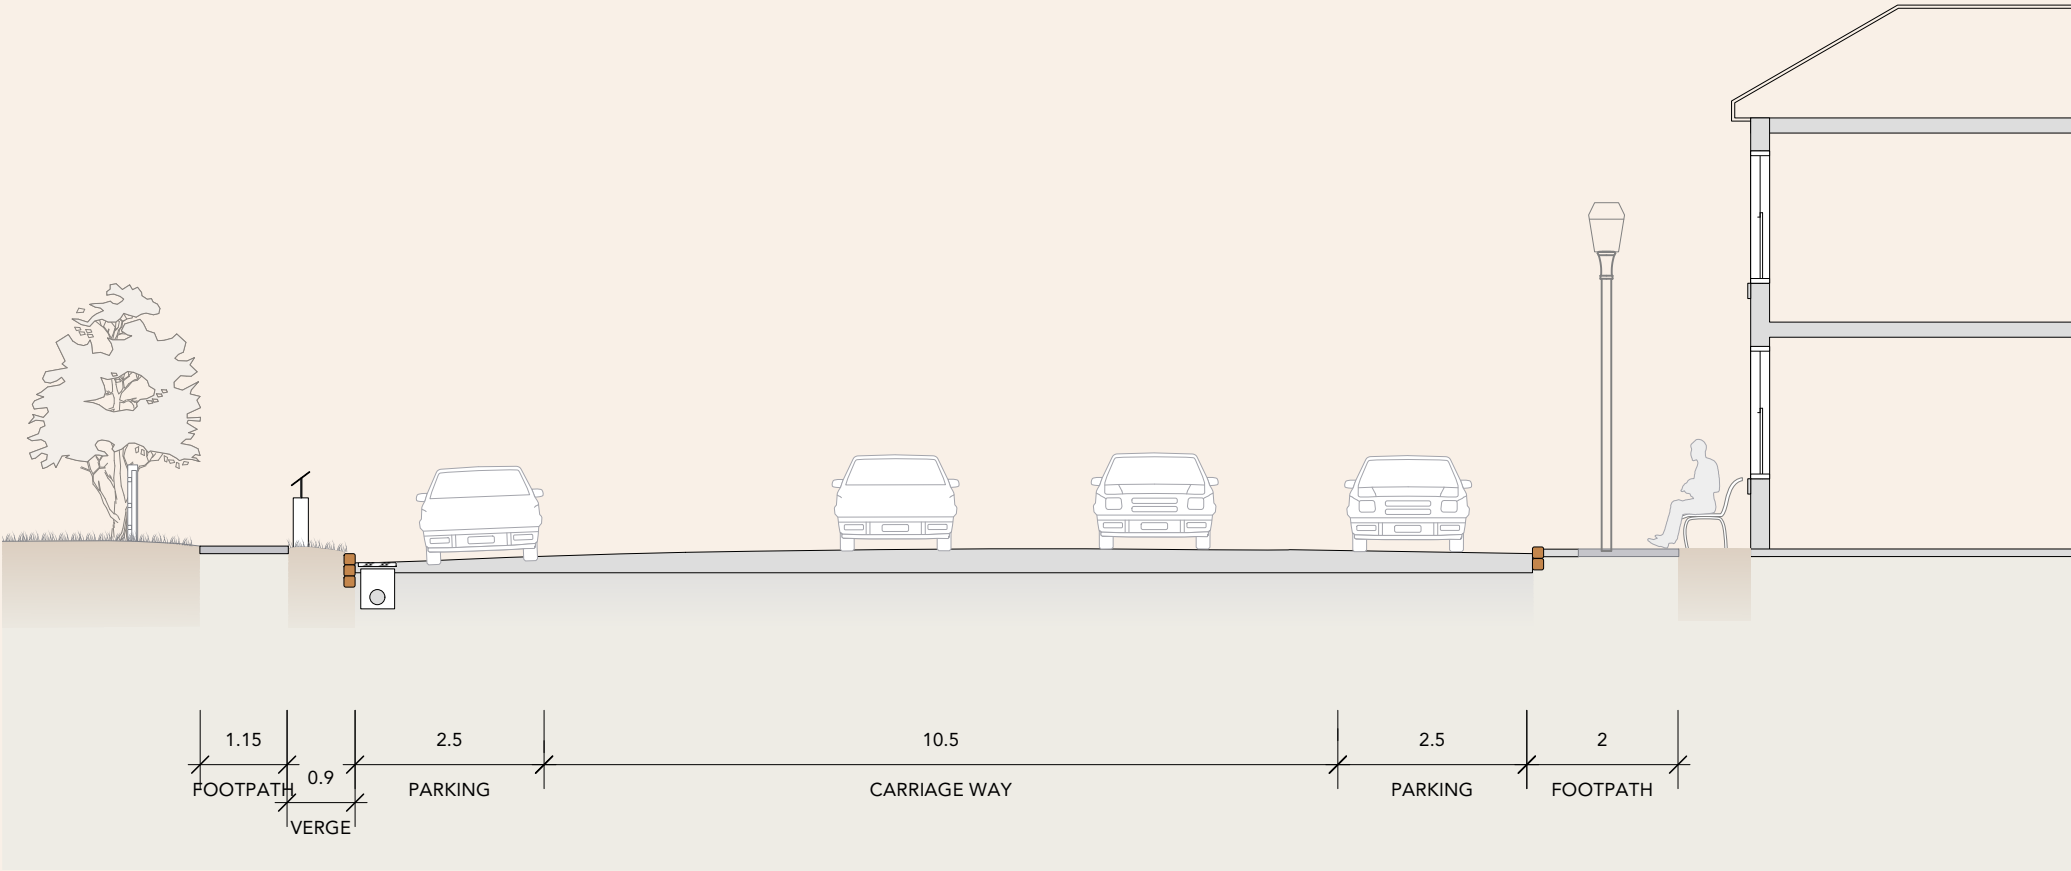 1.15
2.5
10.5
2.5
2
0.9
FOOTPATH
PARKING
CARRIAGE WAY
PARKING
FOOTPATH
VERGE